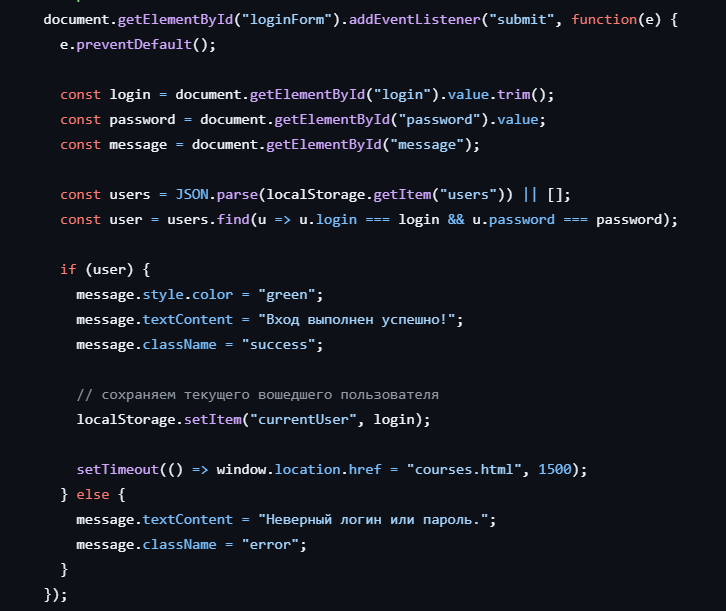 document.getElementById("loginForm").addEventListener("submit", function(e) {
  e.preventDefault();

  const login = document.getElementById("login").value.trim();
  const password = document.getElementById("password").value;
  const message = document.getElementById("message");

  const users = JSON.parse(localStorage.getItem("users")) || [];
  const user = users.find(u => u.login === login && u.password === password);

  if (user) {
    message.style.color = "green";
    message.textContent = "Вход выполнен успешно!";
    message.className = "success";

    // сохраняем текущего вошедшего пользователя
    localStorage.setItem("currentUser", login);

    setTimeout(() => window.location.href = "courses.html", 1500);
  } else {
    message.textContent = "Неверный логин или пароль.";
    message.className = "error";
  }
});